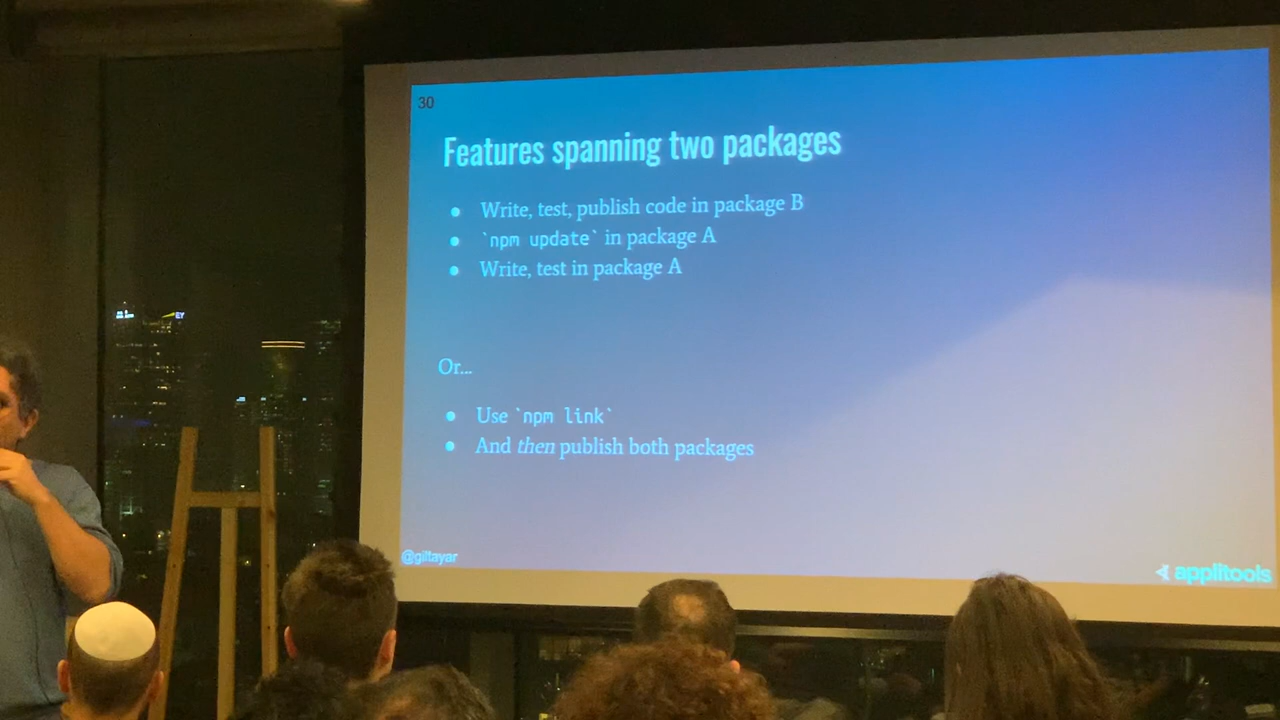 30
Features spanning two packages
● Write, test, publish code in package B
● `npm update` in package A
● Write, test in package A
Or...
● Use `npm link`
● And then publish both packages
@giltayar
applitools
EY